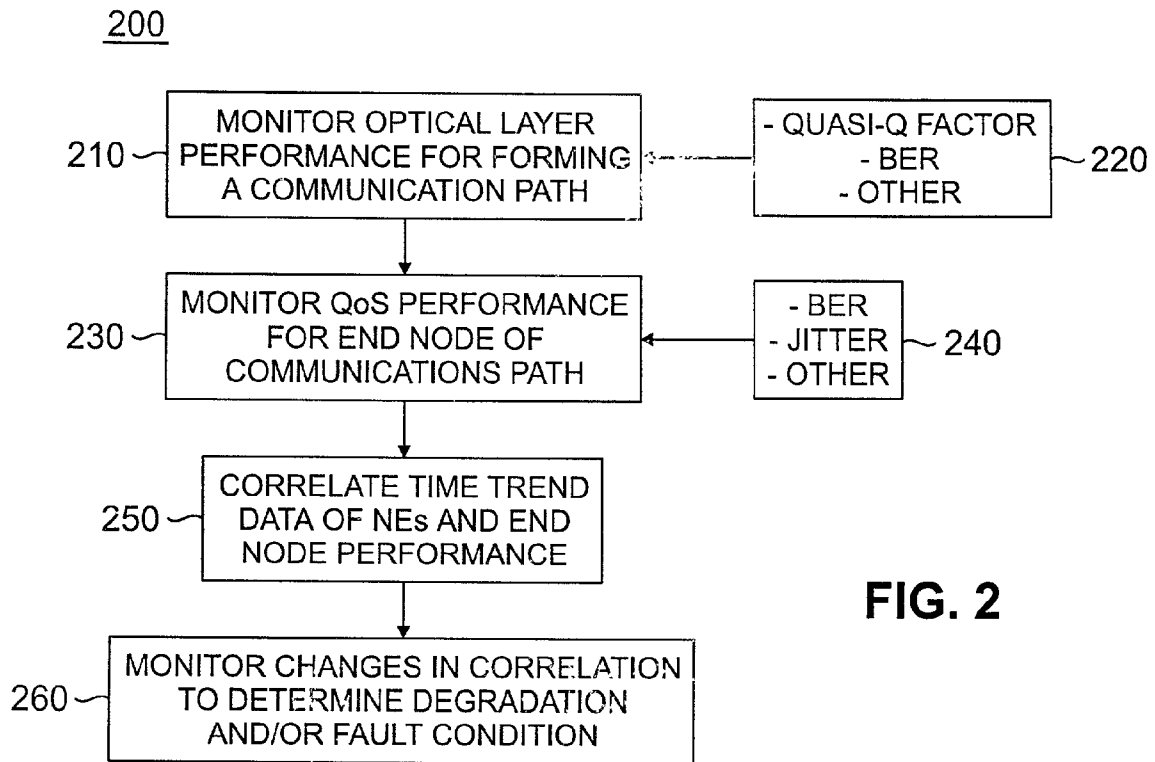 200
MONITOR OPTICAL LAYER
PERFORMANCE FOR FORMING
A COMMUNICATION PATH
210
- QUASI-Q FACTOR
- BER
- OTHER
220
MONITOR QoS PERFORMANCE
FOR END NODE OF
COMMUNICATIONS PATH
230
- BER
- JITTER
- OTHER
240
CORRELATE TIME TREND
DATA OF NEs AND END
NODE PERFORMANCE
250
FIG. 2
MONITOR CHANGES IN CORRELATION
TO DETERMINE DEGRADATION
AND/OR FAULT CONDITION
260